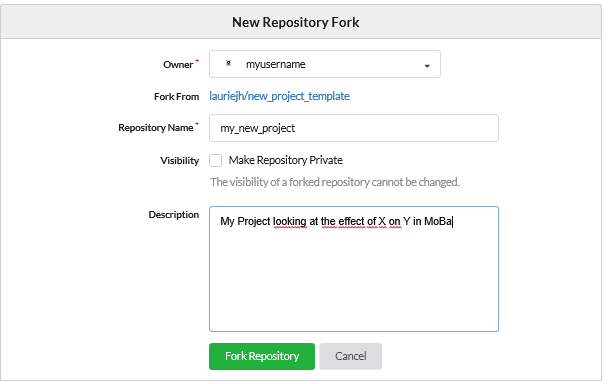 New Repository Fork
Owner * myusername
Fork From lauriejh/new_project_template
Repository Name * my_new_project
Visibility Make Repository Private
The visibility of a forked repository cannot be changed.
Description My Project looking at the effect of X on Y in MoBa
Fork Repository Cancel